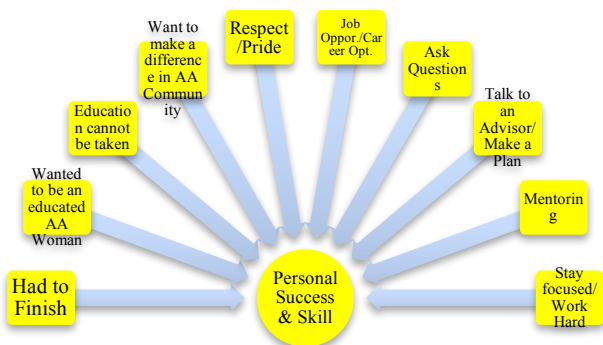 Had to
Finish
Wanted
to be an
educated
AA
Woman
Educatio
n cannot
be taken
Want to
make a
differenc
e in AA
Commun
ity
Respect
/Pride
Job
Oppor./Car
eer Opt.
Ask
Question
s
Talk to
an
Advisor/
Make a
Plan
Mentorin
g
Stay
focused/
Work
Hard
Personal
Success
& Skill